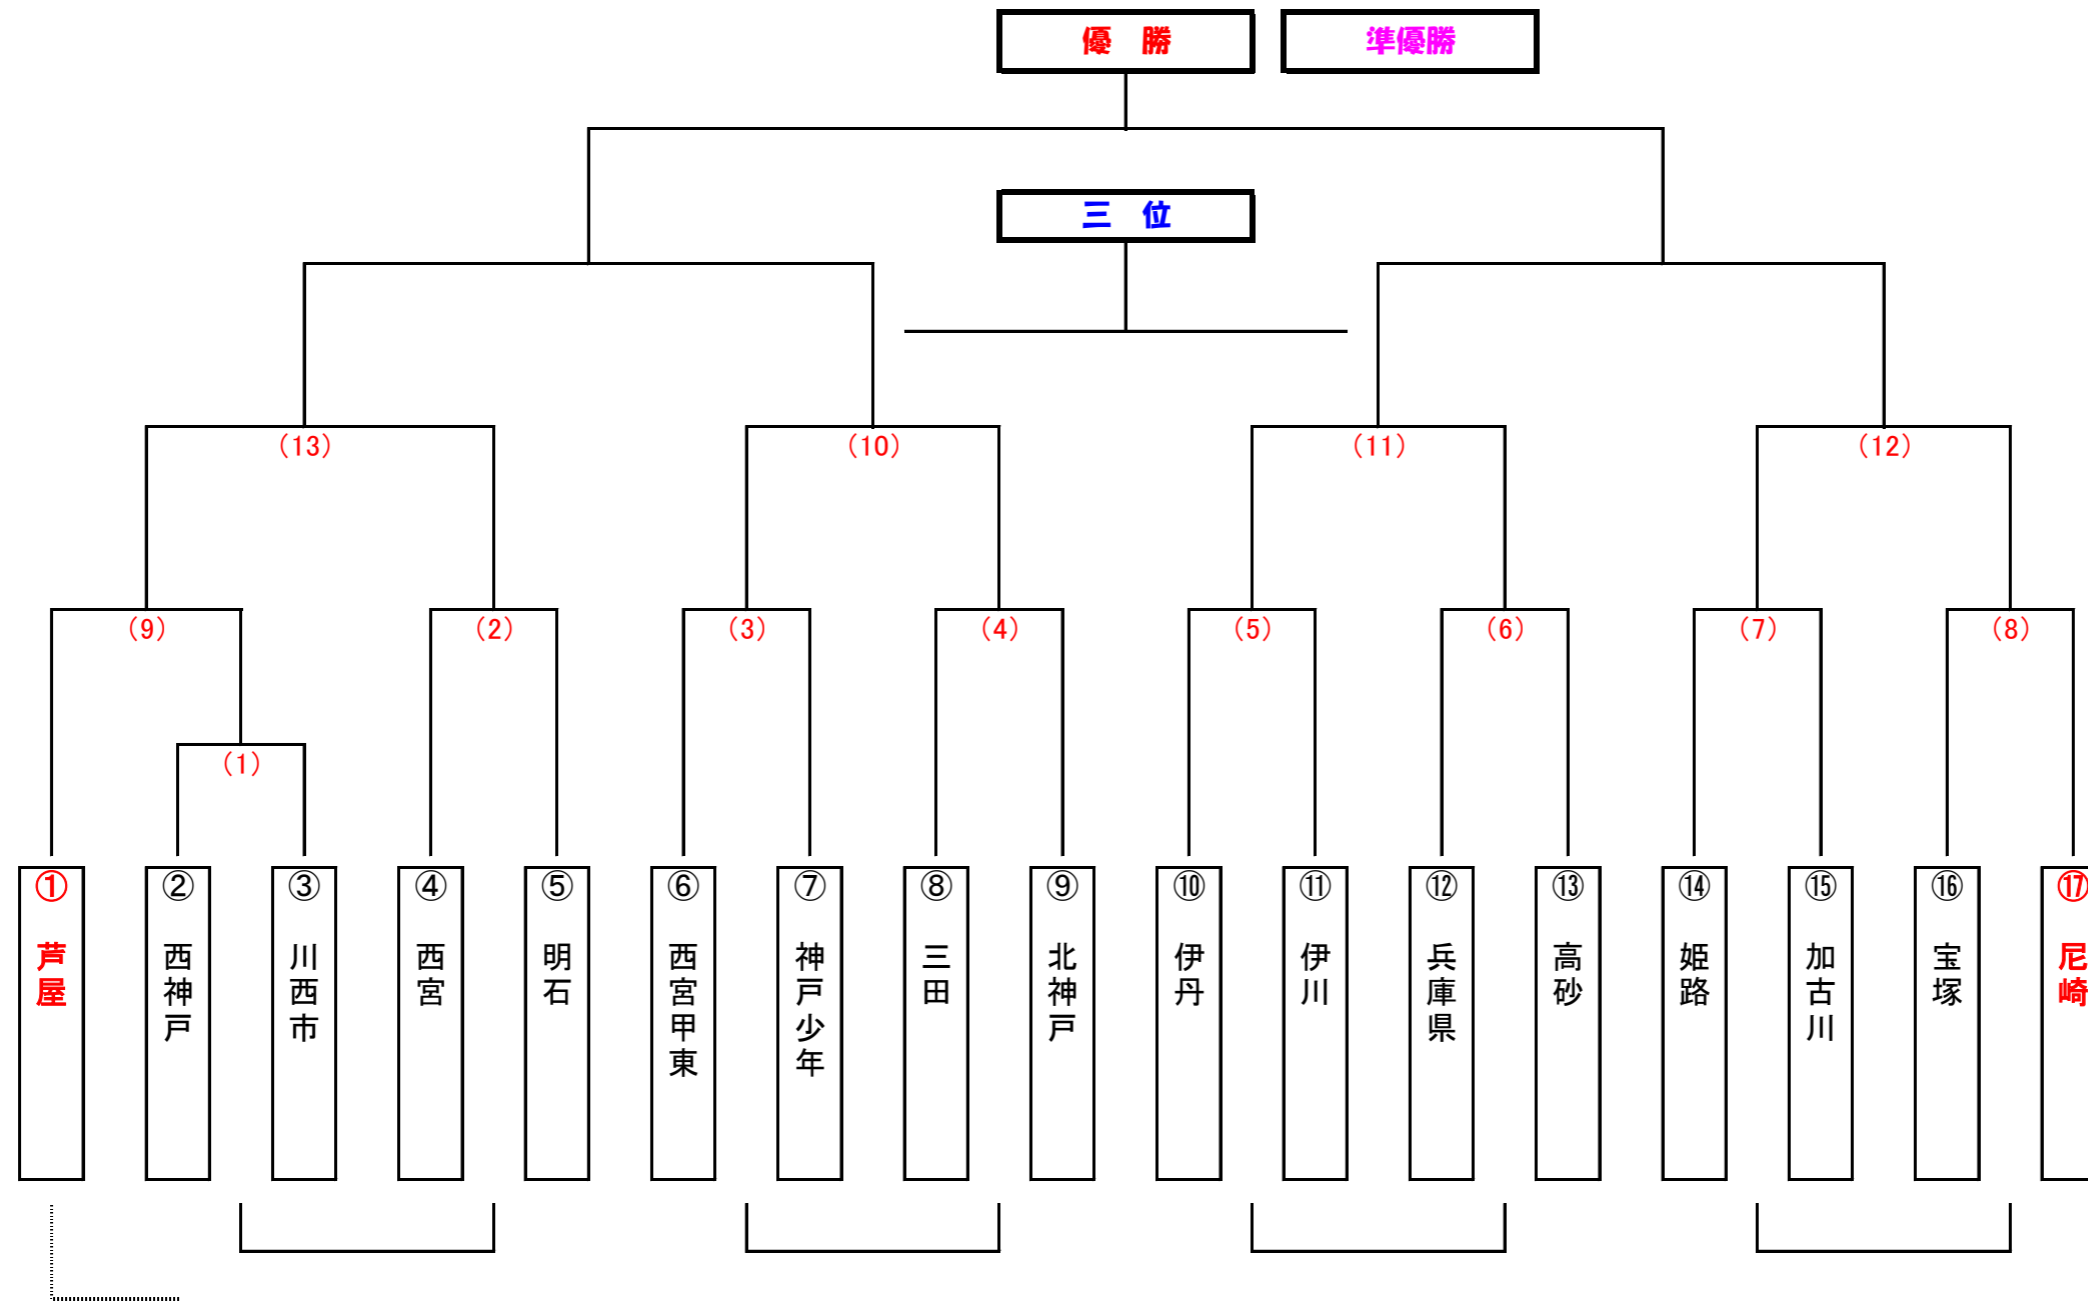 優　勝
準優勝
三　位
（13）
（10）
（11）
（12）
（9）
（2）
（3）
（4）
（5）
（6）
（7）
（8）
（1）
① 芦屋
② 西神戸
③ 川西市
④ 西宮
⑤ 明石
⑥ 西宮甲東
⑦ 神戸少年
⑧ 三田
⑨ 北神戸
⑩ 伊丹
⑪ 伊川
⑫ 兵庫県
⑬ 高砂
⑭ 姫路
⑮ 加古川
⑯ 宝塚
⑰ 尼崎